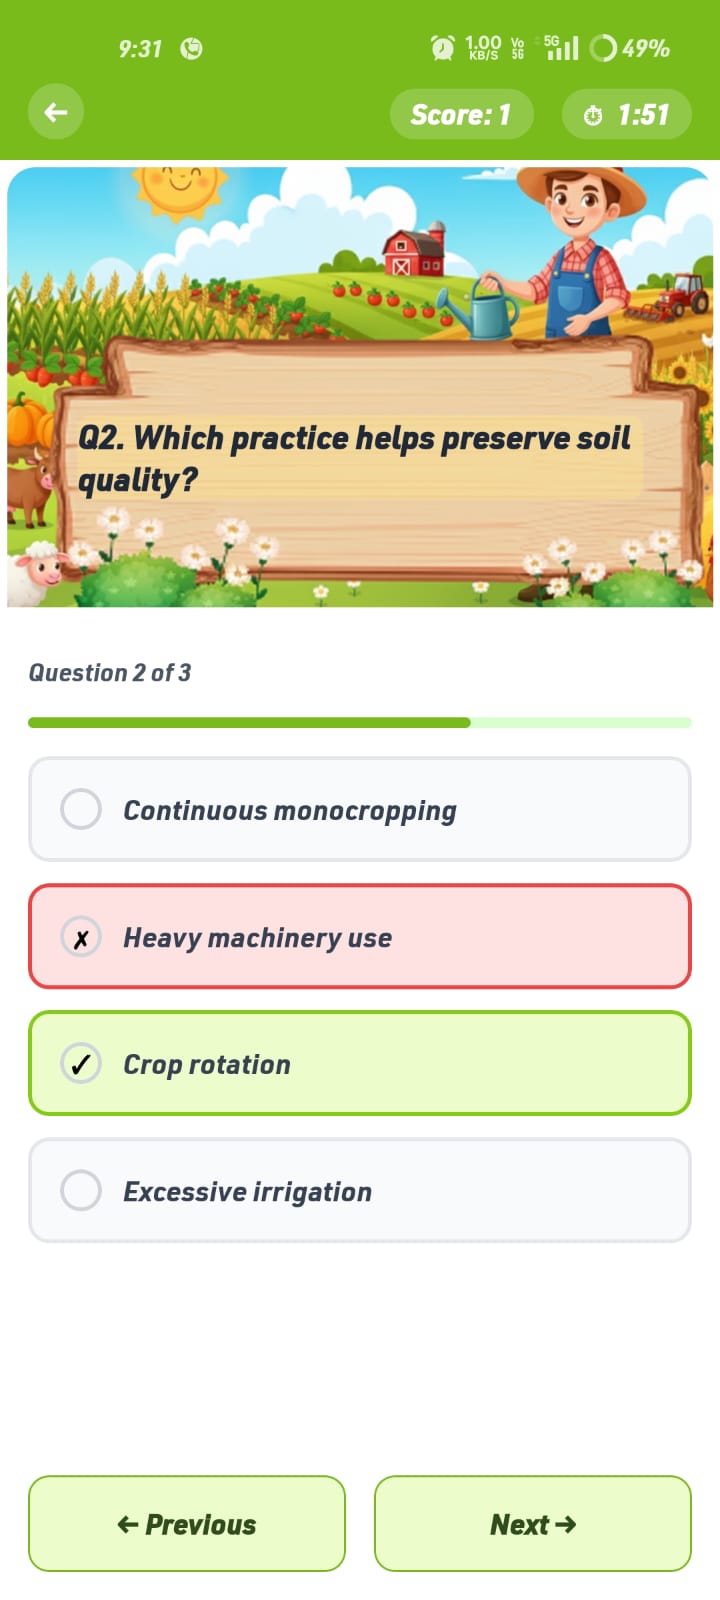 9:31 1.00 KB/S Vo 5G 5G 49%
← Score: 1 1:51
Q2. Which practice helps preserve soil
quality?
Question 2 of 3
Continuous monocropping
✗ Heavy machinery use
✓ Crop rotation
Excessive irrigation
← Previous Next →